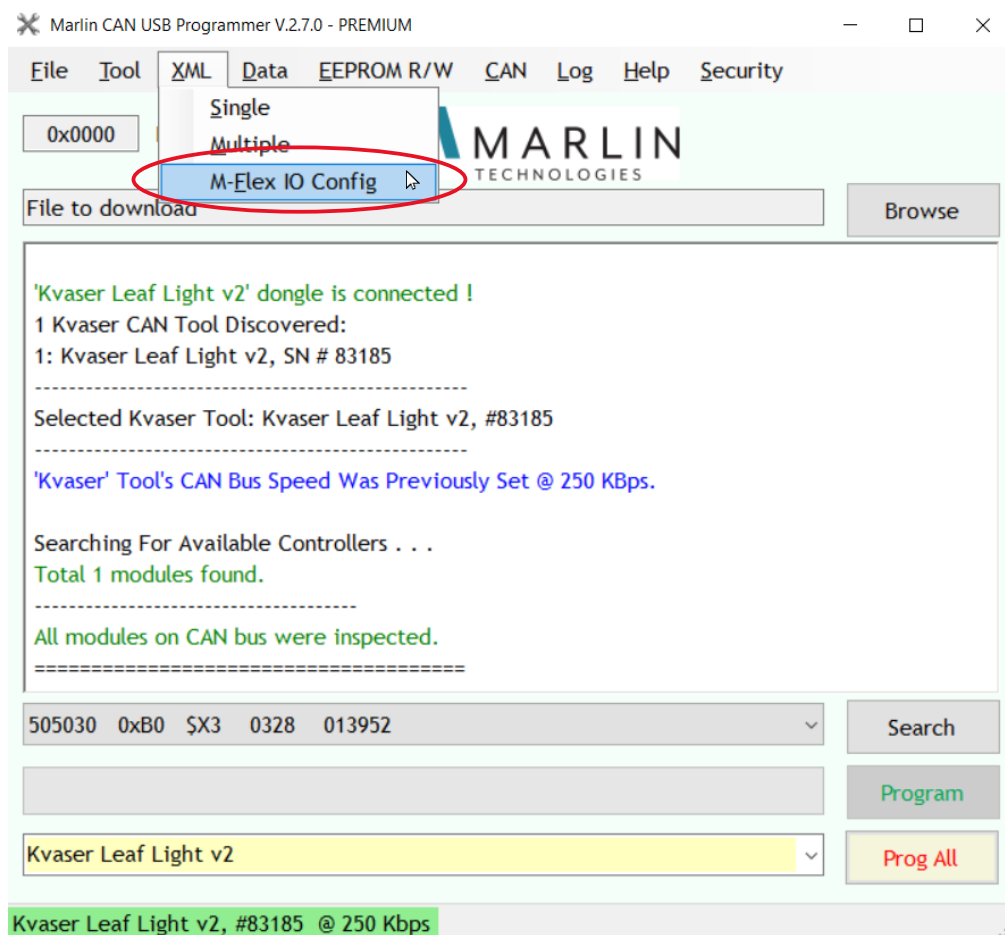 Marlin CAN USB Programmer V.2.7.0 - PREMIUM
File Tool XML Data EEPROM R/W CAN Log Help Security
Single
0x0000
Multiple
MARLIN
TECHNOLOGIES
M-Flex IO Config
File to download
Browse
'Kvaser Leaf Light v2' dongle is connected !
1 Kvaser CAN Tool Discovered:
1: Kvaser Leaf Light v2, SN # 83185
---------------------------------------------------
Selected Kvaser Tool: Kvaser Leaf Light v2, #83185
---------------------------------------------------
'Kvaser' Tool's CAN Bus Speed Was Previously Set @ 250 KBps.
Searching For Available Controllers . . .
Total 1 modules found.
--------------------------------------
All modules on CAN bus were inspected.
=====================================
505030 0xB0 $X3 0328 013952
Search
Program
Kvaser Leaf Light v2
Prog All
Kvaser Leaf Light v2, #83185 @ 250 Kbps